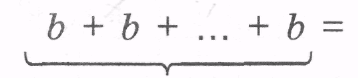 b + b + ... + b =